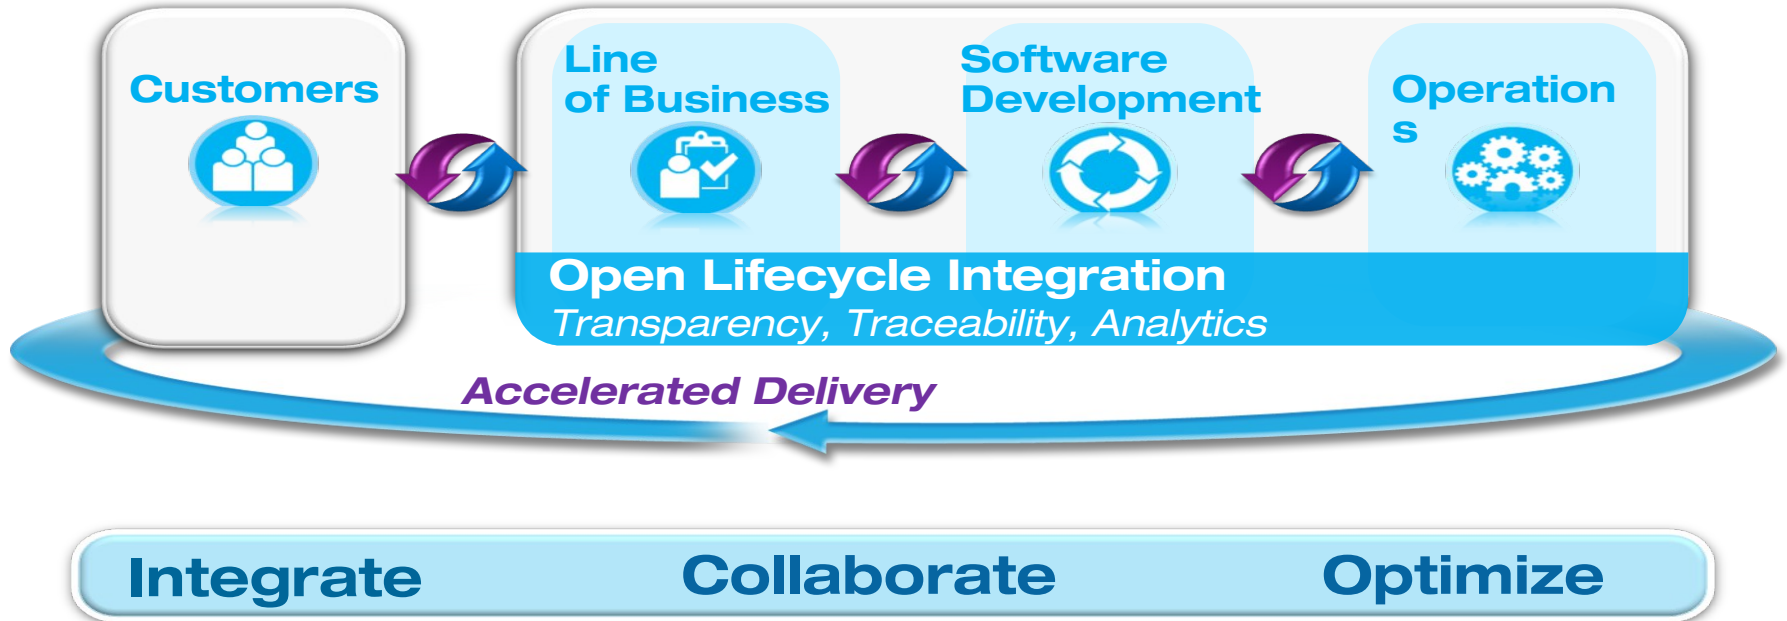 Customers
Line
of Business
Software
Development
Operation
s
Open Lifecycle Integration
Transparency, Traceability, Analytics
Accelerated Delivery
Integrate
Collaborate
Optimize